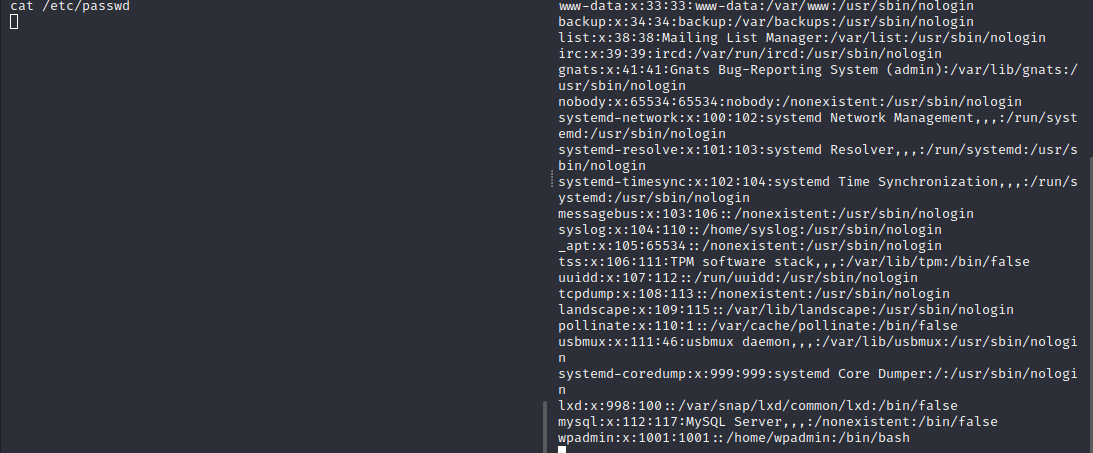 cat /etc/passwd
www-data:x:33:33:www-data:/var/www:/usr/sbin/nologin
backup:x:34:34:backup:/var/backups:/usr/sbin/nologin
list:x:38:38:Mailing List Manager:/var/list:/usr/sbin/nologin
irc:x:39:39:ircd:/var/run/ircd:/usr/sbin/nologin
gnats:x:41:41:Gnats Bug-Reporting System (admin):/var/lib/gnats:/
usr/sbin/nologin
nobody:x:65534:65534:nobody:/nonexistent:/usr/sbin/nologin
systemd-network:x:100:102:systemd Network Management,,,:/run/syst
emd:/usr/sbin/nologin
systemd-resolve:x:101:103:systemd Resolver,,,:/run/systemd:/usr/s
bin/nologin
systemd-timesync:x:102:104:systemd Time Synchronization,,,:/run/s
ystemd:/usr/sbin/nologin
messagebus:x:103:106::/nonexistent:/usr/sbin/nologin
syslog:x:104:110::/home/syslog:/usr/sbin/nologin
_apt:x:105:65534::/nonexistent:/usr/sbin/nologin
tss:x:106:111:TPM software stack,,,:/var/lib/tpm:/bin/false
uuidd:x:107:112::/run/uuidd:/usr/sbin/nologin
tcpdump:x:108:113::/nonexistent:/usr/sbin/nologin
landscape:x:109:115::/var/lib/landscape:/usr/sbin/nologin
pollinate:x:110:1::/var/cache/pollinate:/bin/false
usbmux:x:111:46:usbmux daemon,,,:/var/lib/usbmux:/usr/sbin/nologi
n
systemd-coredump:x:999:999:systemd Core Dumper:/:/usr/sbin/nologi
n
lxd:x:998:100::/var/snap/lxd/common/lxd:/bin/false
mysql:x:112:117:MySQL Server,,,:/nonexistent:/bin/false
wpadmin:x:1001:1001::/home/wpadmin:/bin/bash